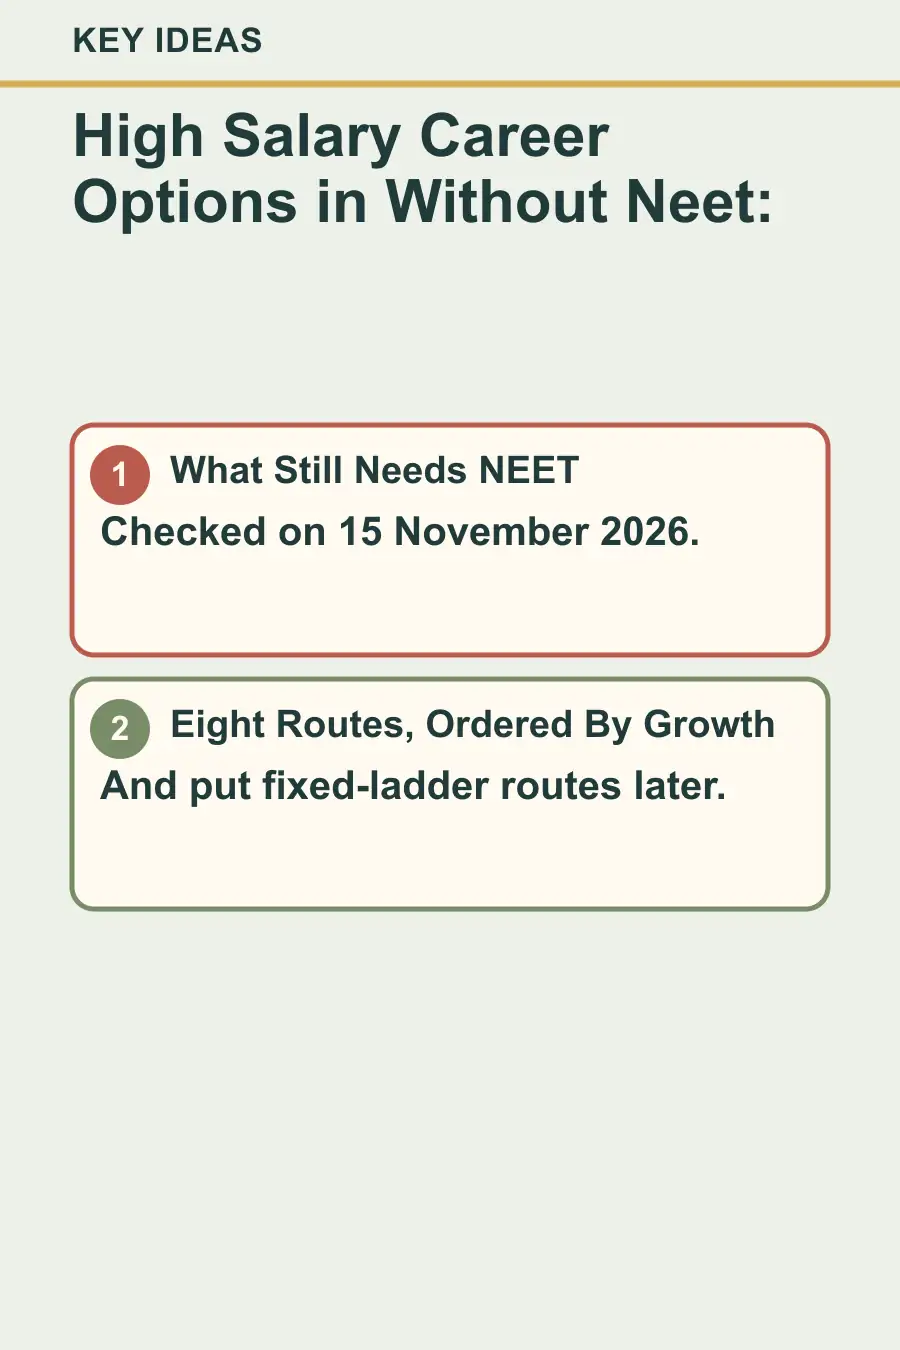 KEY IDEAS
High Salary Career
Options in Without Neet:
1 What Still Needs NEET
Checked on 15 November 2026.
2 Eight Routes, Ordered By Growth
And put fixed-ladder routes later.